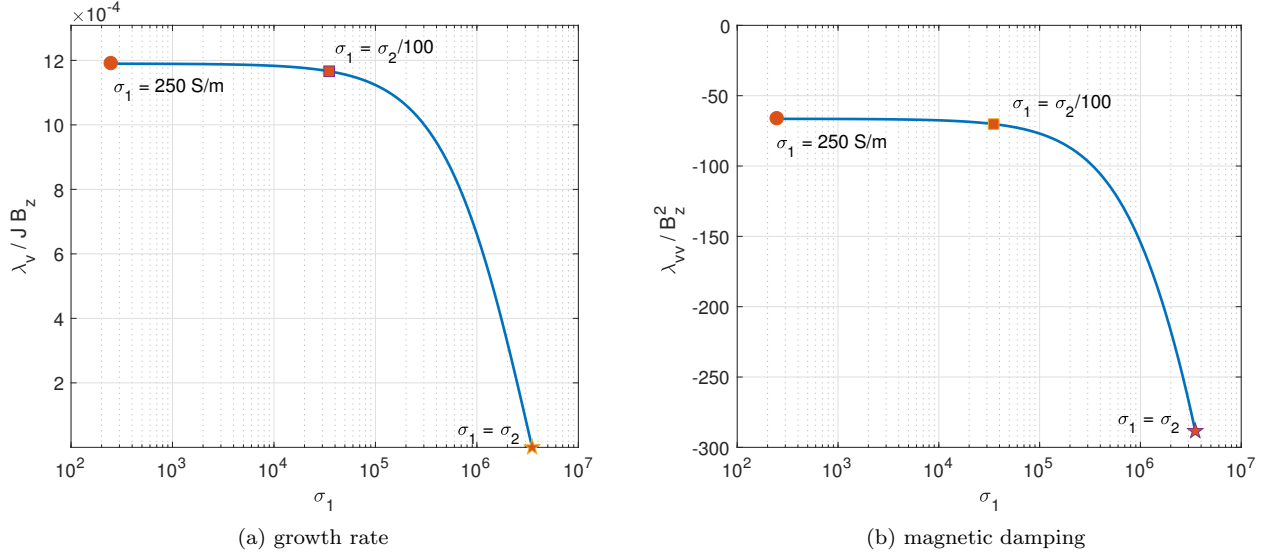 ×10⁻⁴
12
10
8
6
4
2
λᵥ / J B_z
σ₁ = 250 S/m
σ₁ = σ₂/100
σ₁ = σ₂
10² 10³ 10⁴ 10⁵ 10⁶ 10⁷
σ₁
(a) growth rate
0
-50
-100
-150
-200
-250
-300
λᵥᵥ / B_z²
σ₁ = 250 S/m
σ₁ = σ₂/100
σ₁ = σ₂
10² 10³ 10⁴ 10⁵ 10⁶ 10⁷
σ₁
(b) magnetic damping